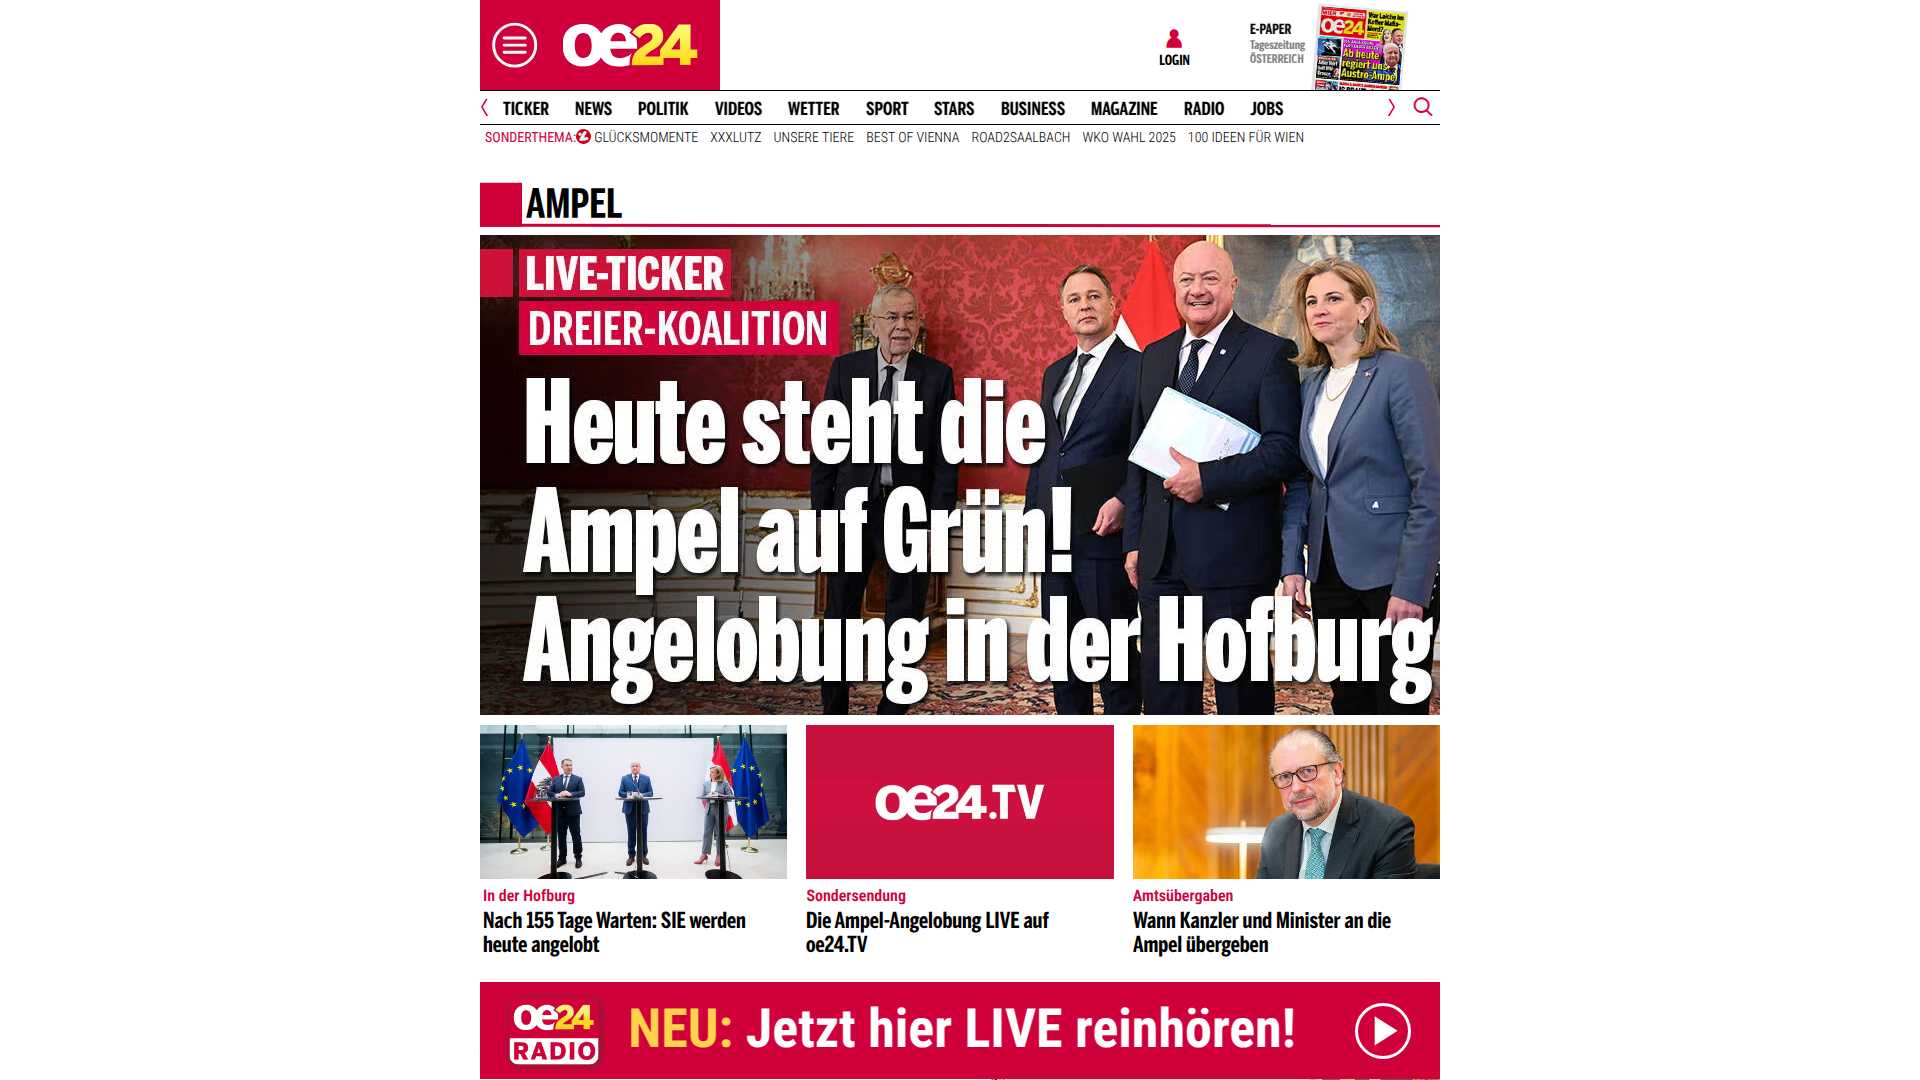 oe24
LOGIN
E-PAPER
Tageszeitung
ÖSTERREICH
oe24
Ab heute
regiert uns
Austro-Ampel
TICKER NEWS POLITIK VIDEOS WETTER SPORT STARS BUSINESS MAGAZINE RADIO JOBS
SONDERTHEMA: GLÜCKSMOMENTE XXXLUTZ UNSERE TIERE BEST OF VIENNA ROAD2SAALBACH WKO WAHL 2025 100 IDEEN FÜR WIEN
AMPEL
LIVE-TICKER
DREIER-KOALITION
Heute steht die
Ampel auf Grün!
Angelobung in der Hofburg
oe24.TV
In der Hofburg
Nach 155 Tage Warten: SIE werden
heute angelobt
Sondersendung
Die Ampel-Angelobung LIVE auf
oe24.TV
Amtsübergaben
Wann Kanzler und Minister an die
Ampel übergeben
oe24
RADIO
NEU: Jetzt hier LIVE reinhören!